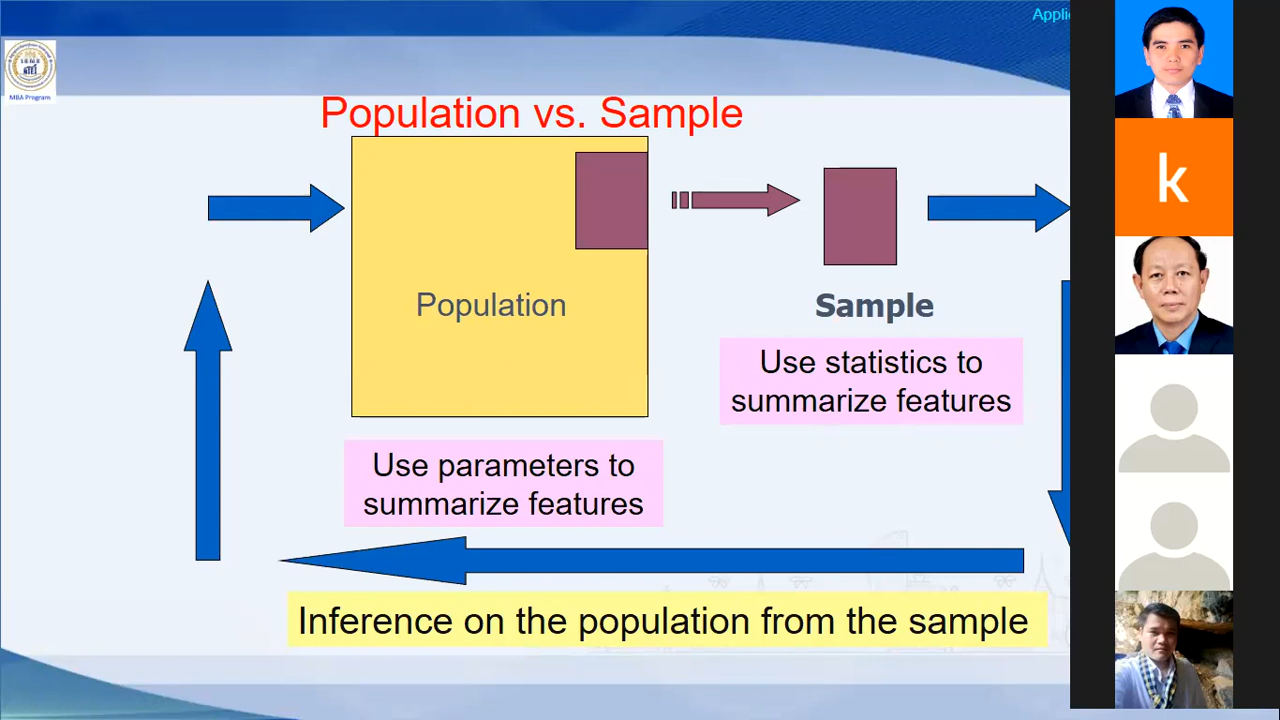 Appli
MBA Program
Population vs. Sample
Population
Sample
Use statistics to
summarize features
Use parameters to
summarize features
Inference on the population from the sample
k